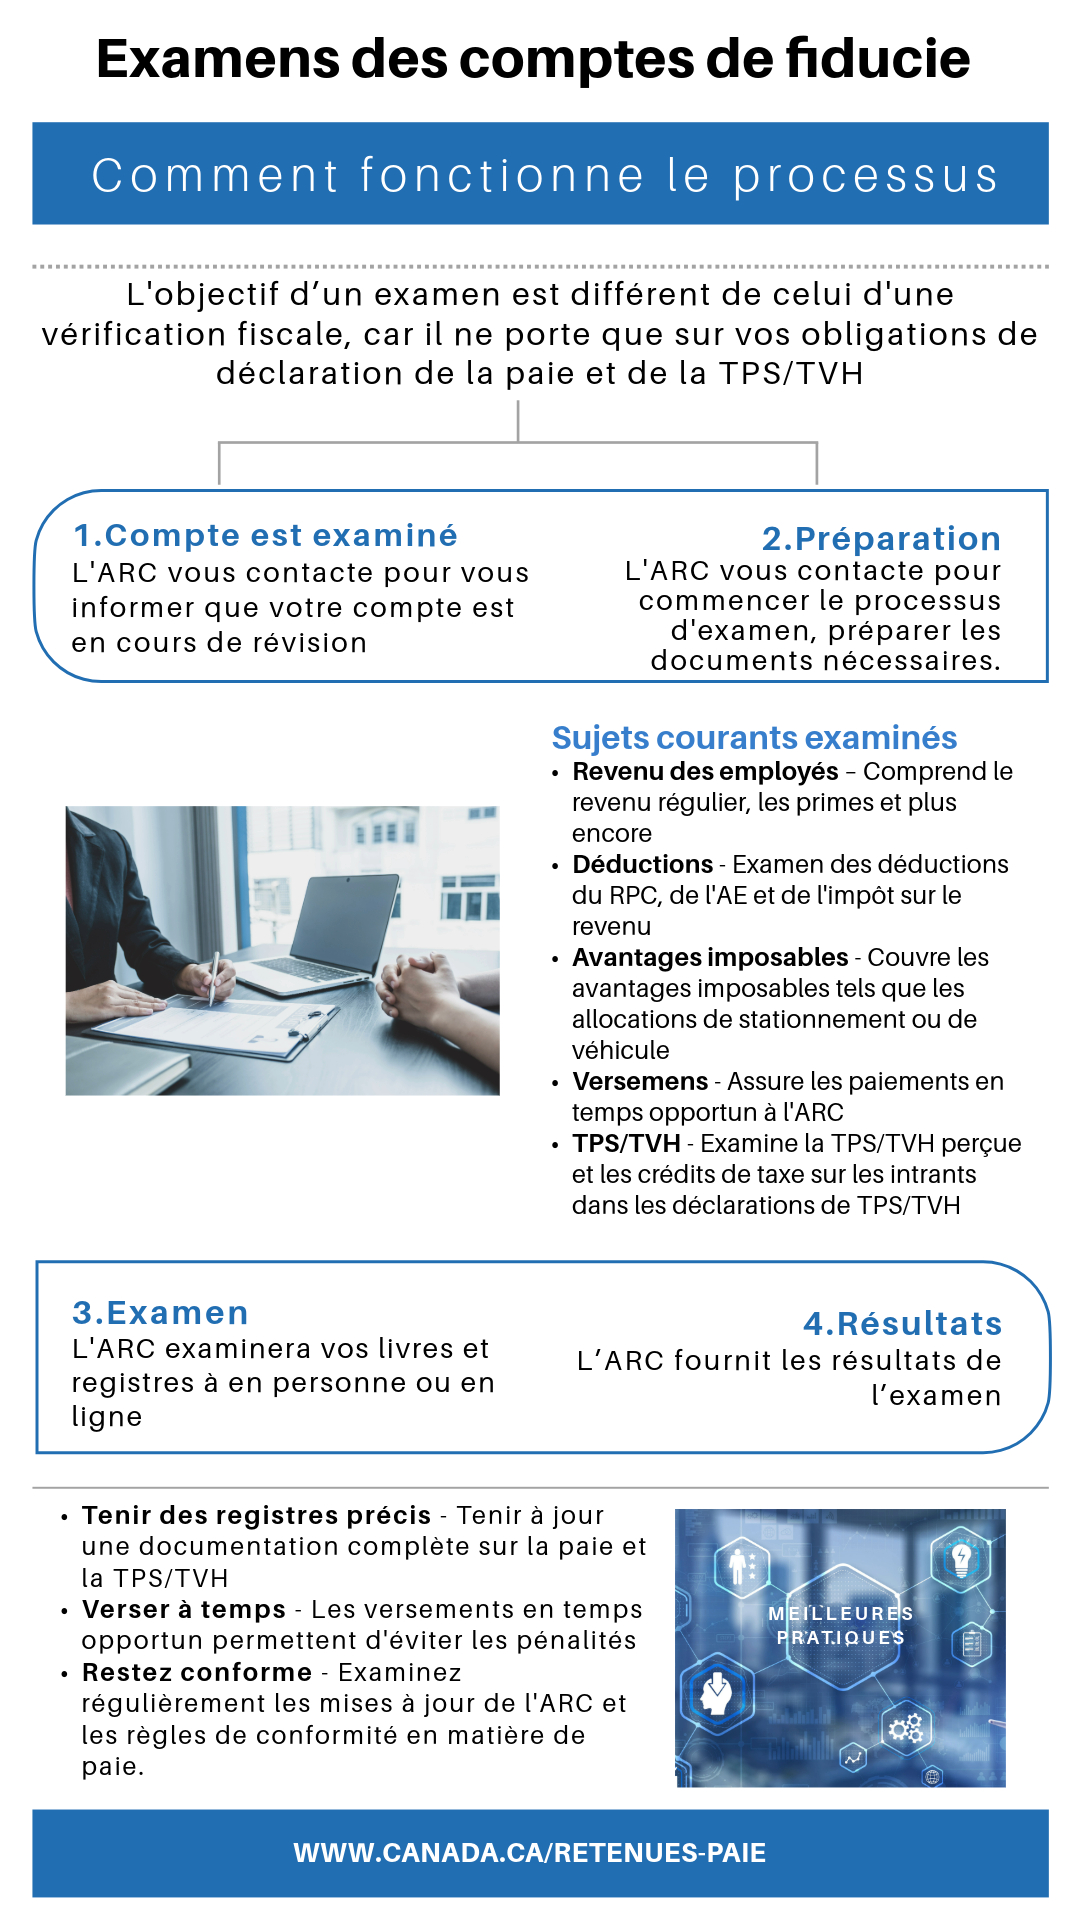 Examens des comptes de fiducie
Comment fonctionne le processus
L'objectif d’un examen est différent de celui d'une
vérification fiscale, car il ne porte que sur vos obligations de
déclaration de la paie et de la TPS/TVH
1.Compte est examiné
L'ARC vous contacte pour vous
informer que votre compte est
en cours de révision
2.Préparation
L'ARC vous contacte pour
commencer le processus
d'examen, préparer les
documents nécessaires.
Sujets courants examinés
• Revenu des employés – Comprend le
revenu régulier, les primes et plus
encore
• Déductions - Examen des déductions
du RPC, de l'AE et de l'impôt sur le
revenu
• Avantages imposables - Couvre les
avantages imposables tels que les
allocations de stationnement ou de
véhicule
• Versemens - Assure les paiements en
temps opportun à l'ARC
• TPS/TVH - Examine la TPS/TVH perçue
et les crédits de taxe sur les intrants
dans les déclarations de TPS/TVH
3.Examen
L'ARC examinera vos livres et
registres à en personne ou en
ligne
4.Résultats
L’ARC fournit les résultats de
l’examen
• Tenir des registres précis - Tenir à jour
une documentation complète sur la paie et
la TPS/TVH
• Verser à temps - Les versements en temps
opportun permettent d'éviter les pénalités
• Restez conforme - Examinez
régulièrement les mises à jour de l'ARC et
les règles de conformité en matière de
paie.
MEILLEURES
PRATIQUES
WWW.CANADA.CA/RETENUES-PAIE